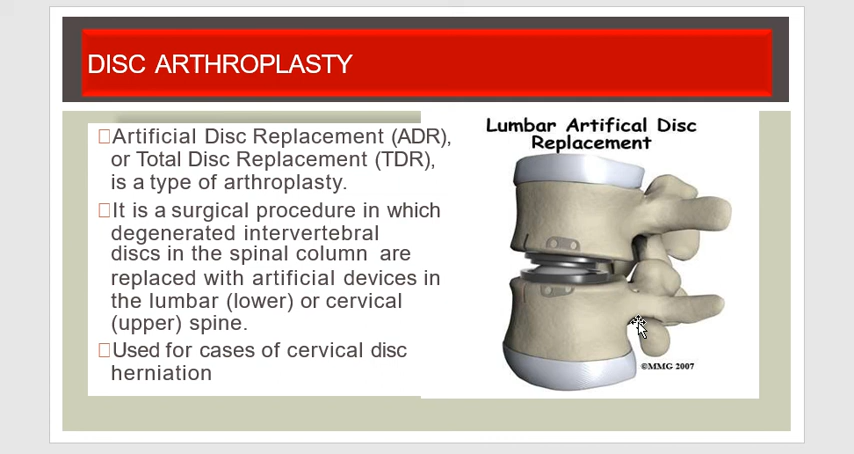 DISC ARTHROPLASTY
Artificial Disc Replacement (ADR),
or Total Disc Replacement (TDR),
is a type of arthroplasty.
It is a surgical procedure in which
degenerated intervertebral
discs in the spinal column are
replaced with artificial devices in
the lumbar (lower) or cervical
(upper) spine.
Used for cases of cervical disc
herniation
Lumbar Artifical Disc
Replacement
©MMG 2007